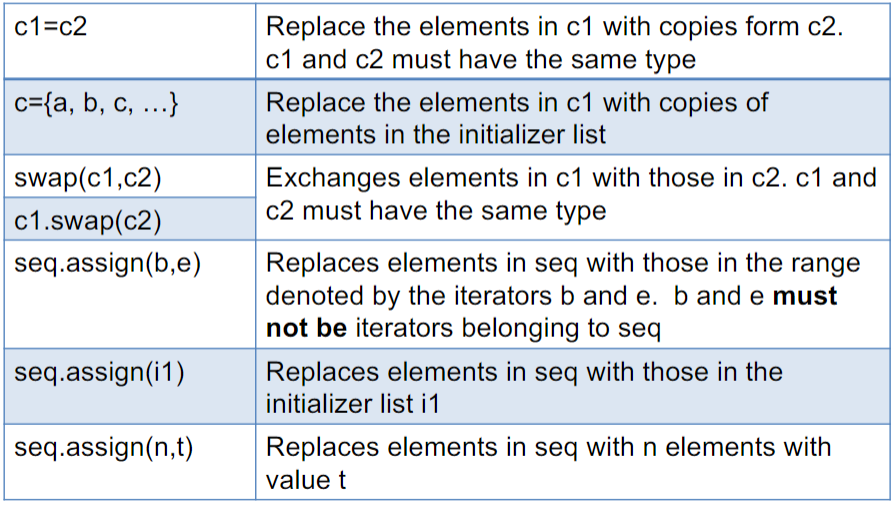 c1=c2
Replace the elements in c1 with copies form c2.
c1 and c2 must have the same type
c={a, b, c, …}
Replace the elements in c1 with copies of
elements in the initializer list
swap(c1,c2)
c1.swap(c2)
Exchanges elements in c1 with those in c2. c1 and
c2 must have the same type
seq.assign(b,e)
Replaces elements in seq with those in the range
denoted by the iterators b and e.  b and e must
not be iterators belonging to seq
seq.assign(i1)
Replaces elements in seq with those in the
initializer list i1
seq.assign(n,t)
Replaces elements in seq with n elements with
value t